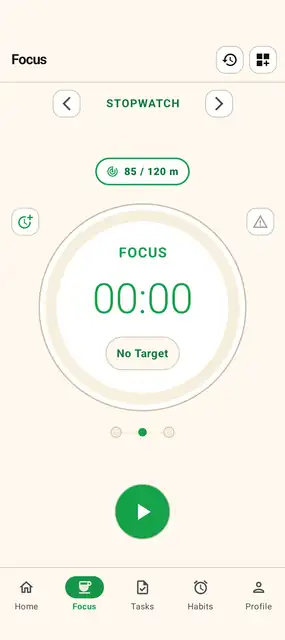 Focus
STOPWATCH
85 / 120 m
FOCUS
00:00
No Target
Home
Focus
Tasks
Habits
Profile